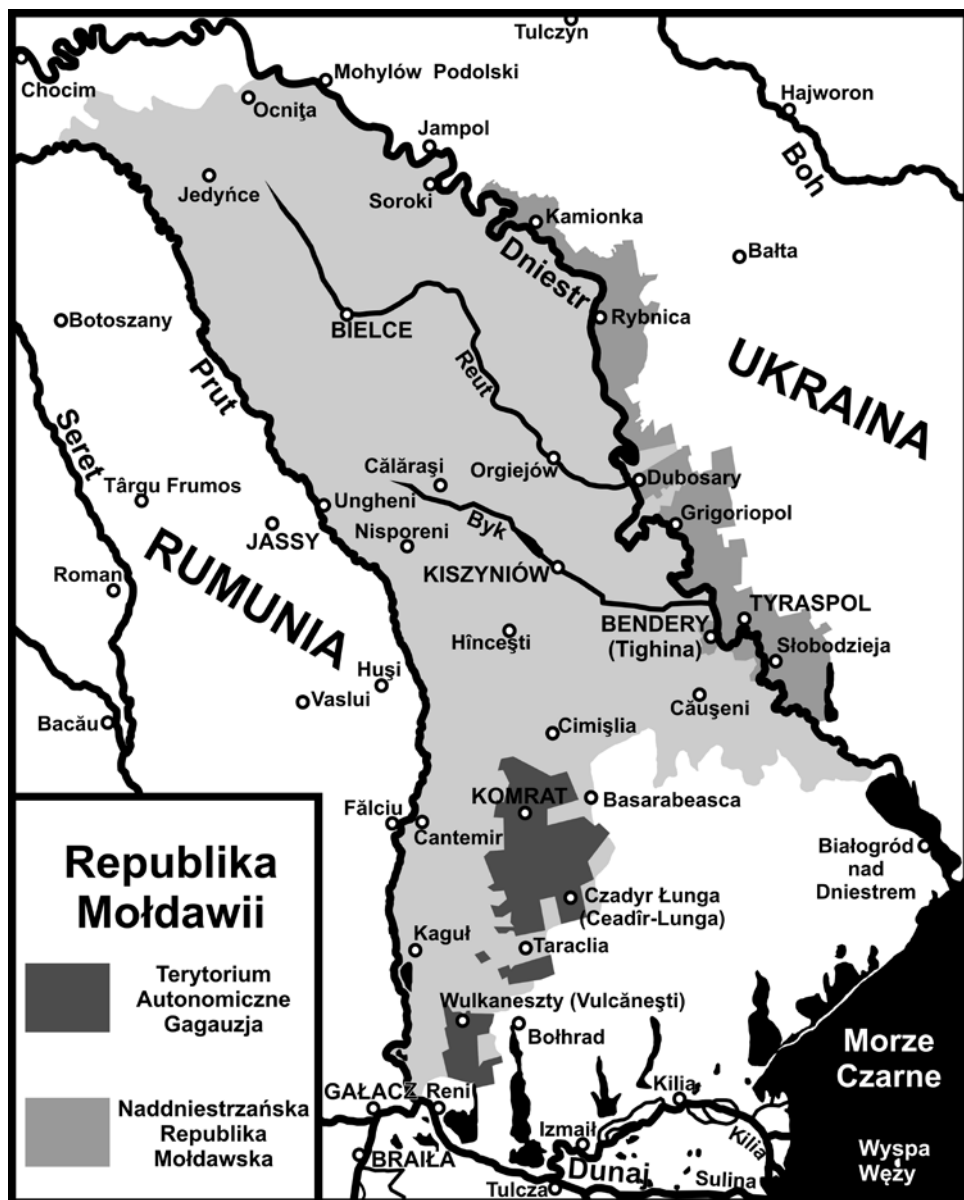 Tulczyn
Chocim
Mohylów Podolski
Hajworon
Ocniţa
Jampol
Boh
Jedyńce
Soroki
Kamionka
Dniestr
Bałta
Botoszany
BIELCE
Rybnica
Prut
Reut
UKRAINA
Seret
Călăraşi
Orgiejów
Dubosary
Târgu Frumos
Ungheni
JASSY
Nisporeni
Byk
Grigoriopol
RUMUNIA
Roman
KISZYNIÓW
TYRASPOL
BENDERY
(Tighina)
Hînceşti
Słobodzieja
Huşi
Vaslui
Căuşeni
Bacău
Cimişlia
KOMRAT
Basarabeasca
Fălciu
Cantemir
Białogród
nad
Dniestrem
Czadyr Łunga
(Ceadîr-Lunga)
Kaguł
Taraclia
Wulkaneszty (Vulcăneşti)
Bołhrad
Morze
Czarne
GAŁACZ
Reni
Kilia
Izmaił
Kilia
Wyspa
Węży
BRAIŁA
Dunaj
Sulina
Tulcza
Republika
Mołdawii
Terytorium
Autonomiczne
Gagauzja
Naddniestrzańska
Republika
Mołdawska